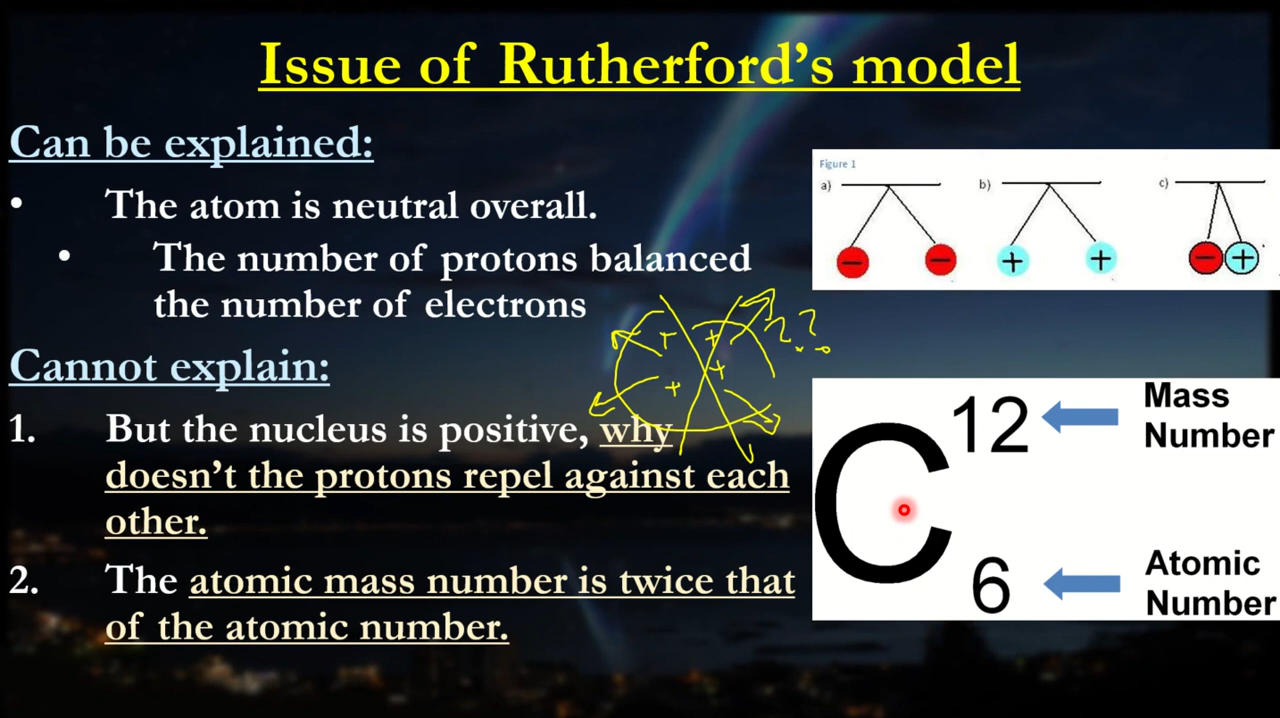 Issue of Rutherford's model
Can be explained:
• The atom is neutral overall.
• The number of protons balanced
the number of electrons
Cannot explain:
1. But the nucleus is positive, why
doesn't the protons repel against each
other.
2. The atomic mass number is twice that
of the atomic number.
Figure 1
a) b) c)
− − + + − +
+ +
+ +
??
C
12
Mass
Number
6
Atomic
Number